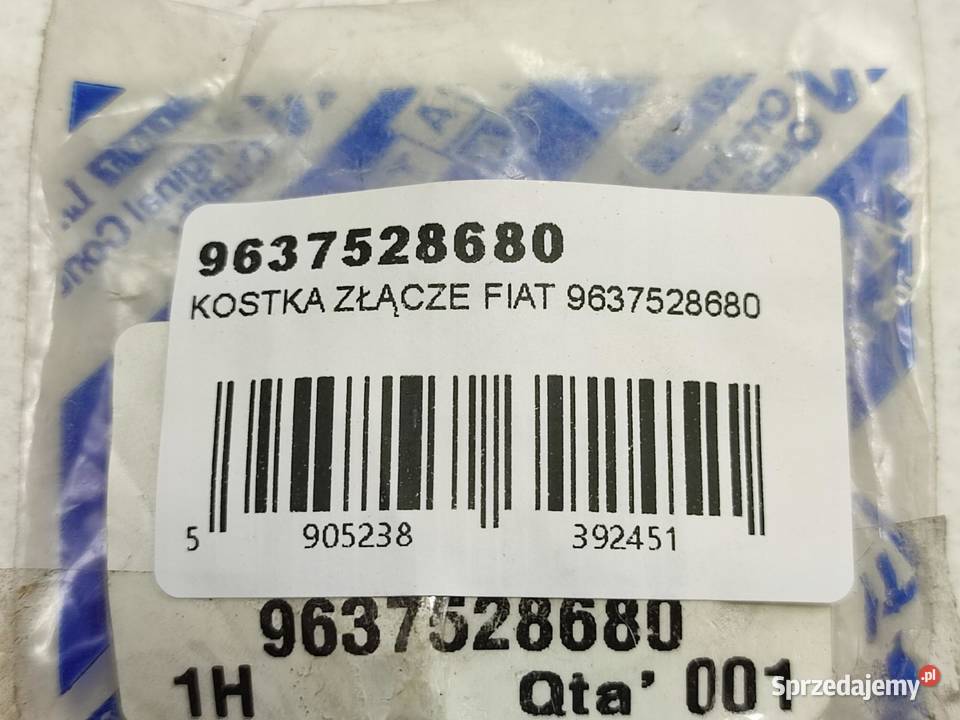 9637528680
KOSTKA ZŁĄCZE FIAT 9637528680
5 905238 392451
9637528680
1H Qta' 001
Sprzedajemy.pl